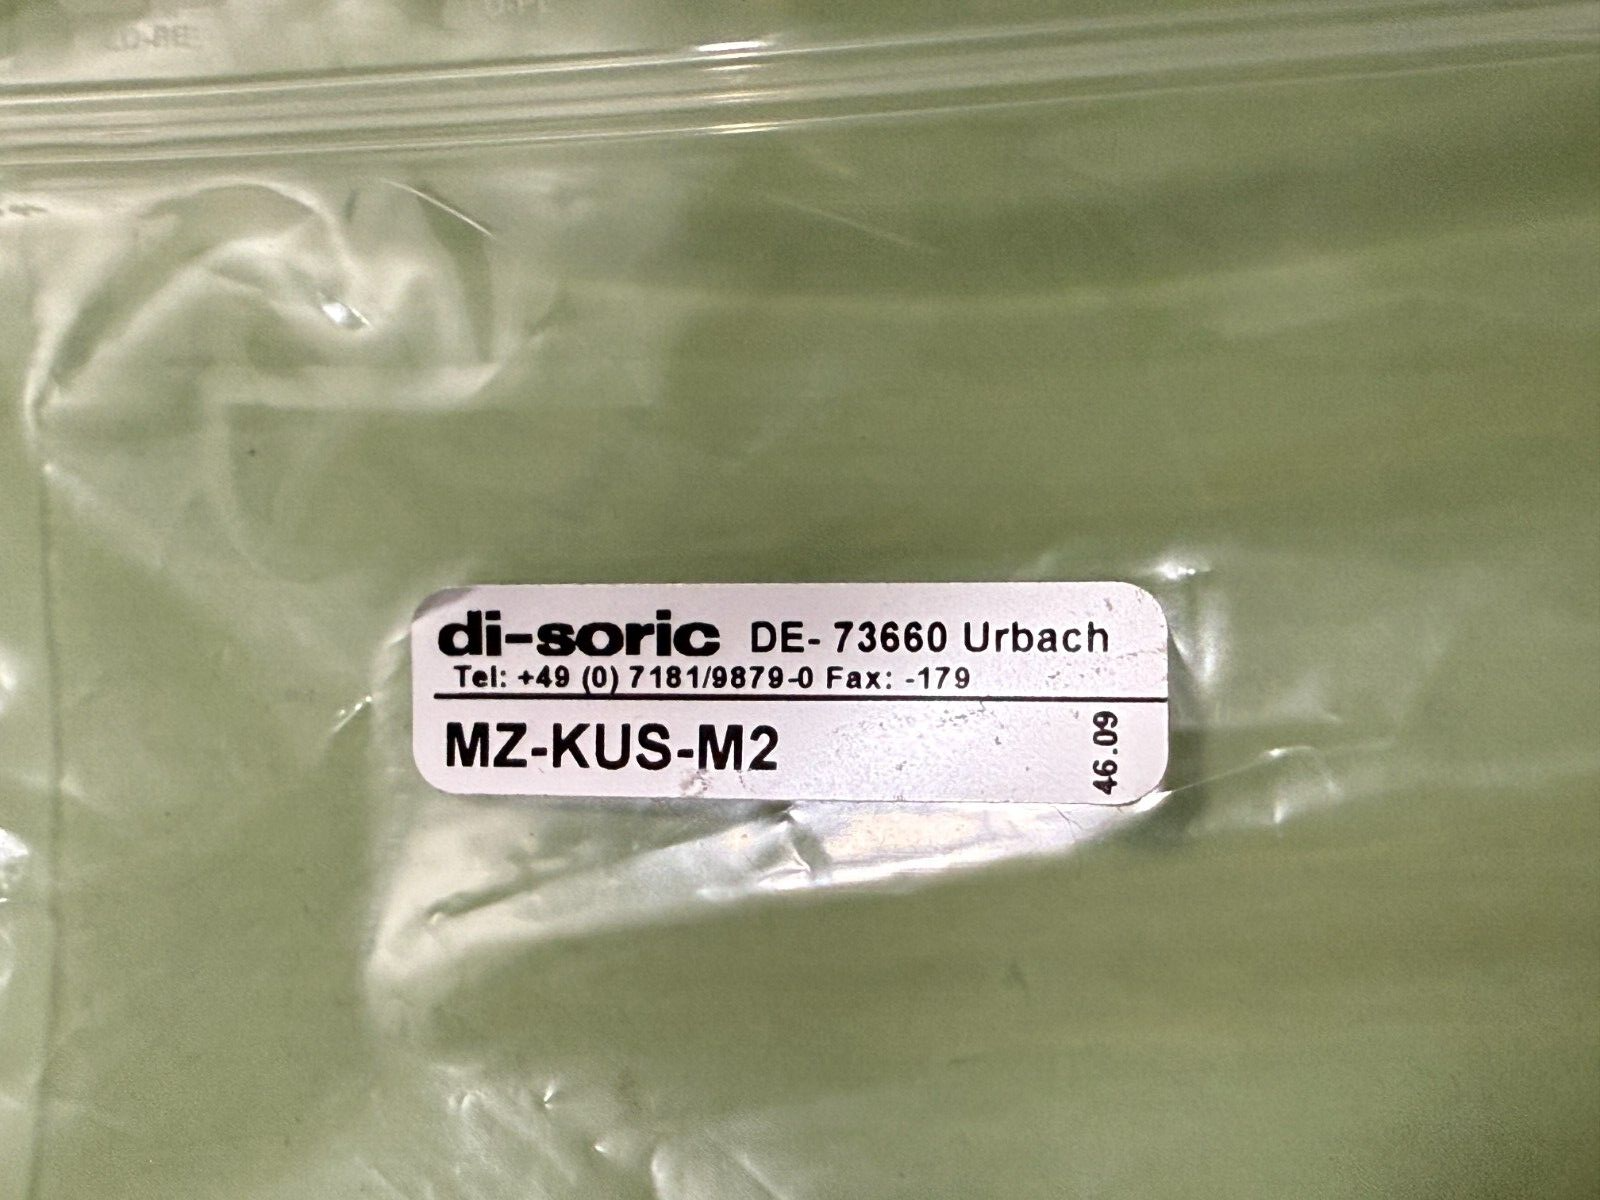 di-soric DE- 73660 Urbach
Tel: +49 (0) 7181/9879-0 Fax: -179
MZ-KUS-M2
46.09